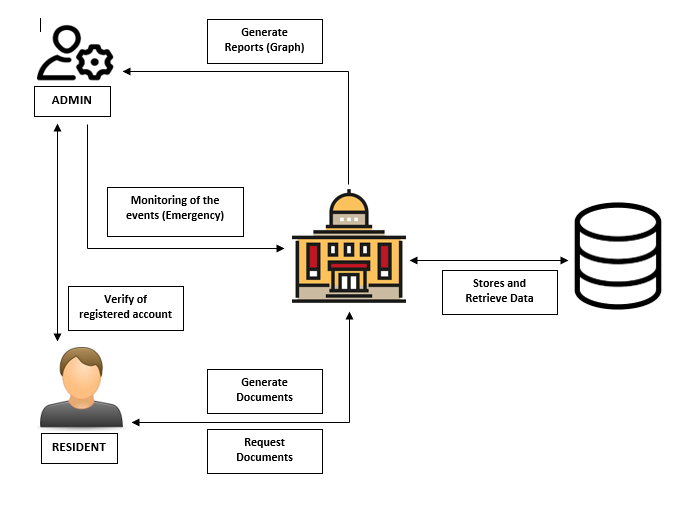 Generate
Reports (Graph)
ADMIN
Monitoring of the
events (Emergency)
Stores and
Retrieve Data
Verify of
registered account
Generate
Documents
RESIDENT
Request
Documents